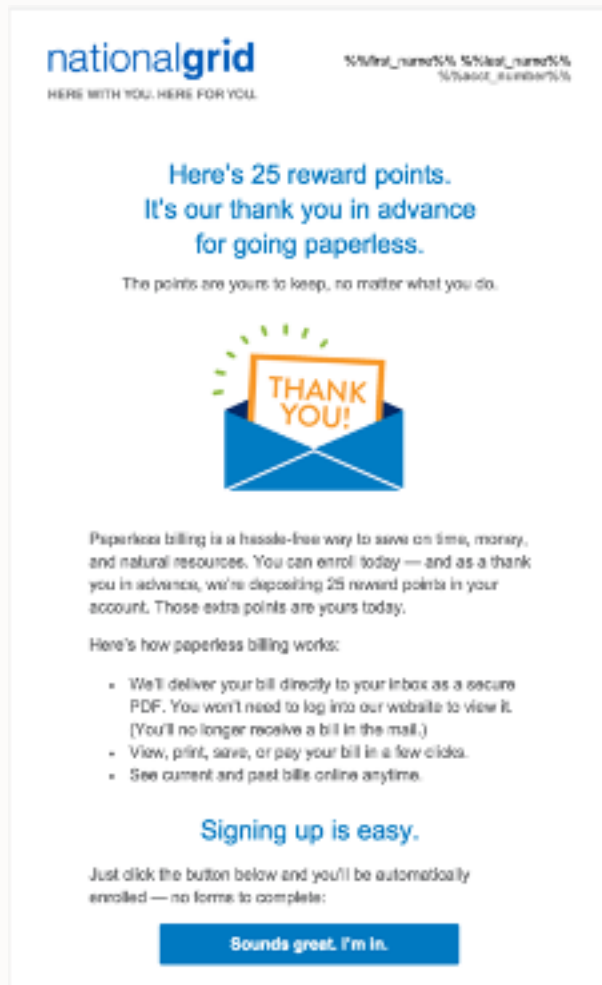 nationalgrid
HERE WITH YOU. HERE FOR YOU.
%%first_name%% %%last_name%%
%%acct_number%%
Here's 25 reward points.
It's our thank you in advance
for going paperless.
The points are yours to keep, no matter what you do.
THANK
YOU!
Paperless billing is a hassle-free way to save on time, money,
and natural resources. You can enroll today — and as a thank
you in advance, we're depositing 25 reward points in your
account. Those extra points are yours today.
Here's how paperless billing works:
• We'll deliver your bill directly to your inbox as a secure
PDF. You won't need to log into our website to view it.
(You'll no longer receive a bill in the mail.)
• View, print, save, or pay your bill in a few clicks.
• See current and past bills online anytime.
Signing up is easy.
Just click the button below and you'll be automatically
enrolled — no forms to complete:
Sounds great. I'm in.